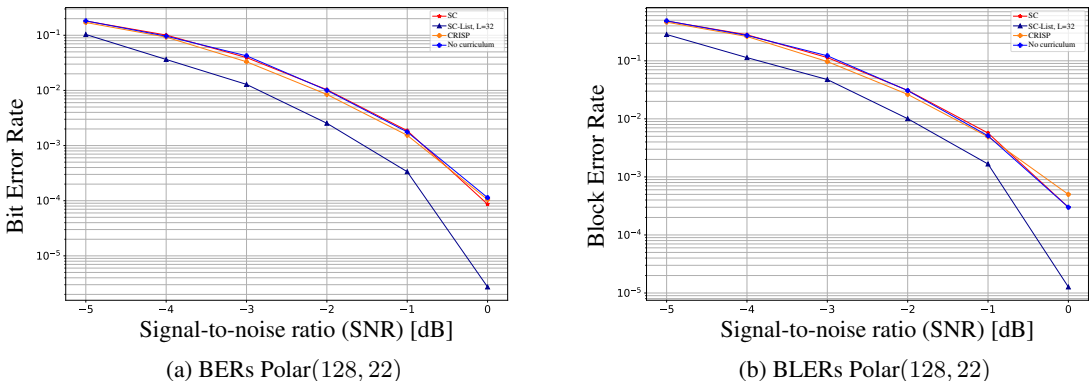 SC
SC-List, L=32
CRISP
No curriculum
10⁻¹
10⁻²
10⁻³
10⁻⁴
10⁻⁵
Bit Error Rate
−5 −4 −3 −2 −1 0
Signal-to-noise ratio (SNR) [dB]
(a) BERs Polar(128, 22)
SC
SC-List, L=32
CRISP
No curriculum
10⁻¹
10⁻²
10⁻³
10⁻⁴
10⁻⁵
Block Error Rate
−5 −4 −3 −2 −1 0
Signal-to-noise ratio (SNR) [dB]
(b) BLERs Polar(128, 22)